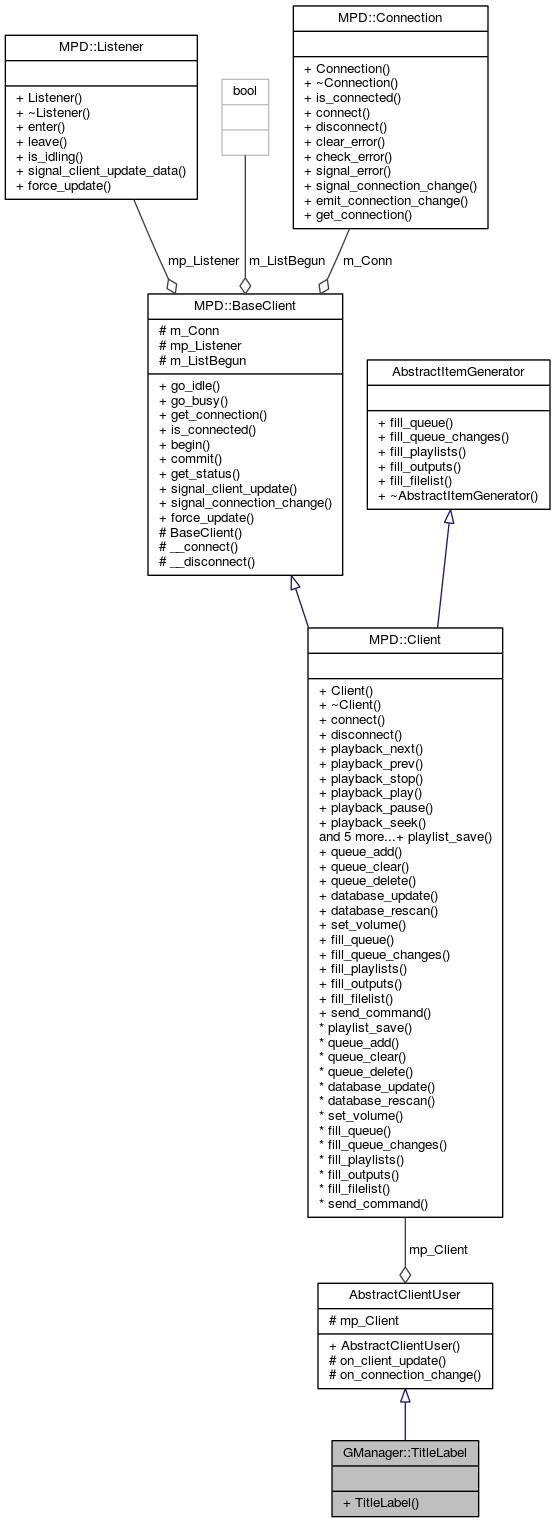 MPD::Listener
+ Listener()
+ ~Listener()
+ enter()
+ leave()
+ is_idling()
+ signal_client_update_data()
+ force_update()
bool
MPD::Connection
+ Connection()
+ ~Connection()
+ is_connected()
+ connect()
+ disconnect()
+ clear_error()
+ check_error()
+ signal_error()
+ signal_connection_change()
+ emit_connection_change()
+ get_connection()
mp_Listener
m_ListBegun
m_Conn
MPD::BaseClient
# m_Conn
# mp_Listener
# m_ListBegun
+ go_idle()
+ go_busy()
+ get_connection()
+ is_connected()
+ begin()
+ commit()
+ get_status()
+ signal_client_update()
+ signal_connection_change()
+ force_update()
# BaseClient()
# __connect()
# __disconnect()
AbstractItemGenerator
+ fill_queue()
+ fill_queue_changes()
+ fill_playlists()
+ fill_outputs()
+ fill_filelist()
+ ~AbstractItemGenerator()
MPD::Client
+ Client()
+ ~Client()
+ connect()
+ disconnect()
+ playback_next()
+ playback_prev()
+ playback_stop()
+ playback_play()
+ playback_pause()
+ playback_seek()
and 5 more...+ playlist_save()
+ queue_add()
+ queue_clear()
+ queue_delete()
+ database_update()
+ database_rescan()
+ set_volume()
+ fill_queue()
+ fill_queue_changes()
+ fill_playlists()
+ fill_outputs()
+ fill_filelist()
+ send_command()
* playlist_save()
* queue_add()
* queue_clear()
* queue_delete()
* database_update()
* database_rescan()
* set_volume()
* fill_queue()
* fill_queue_changes()
* fill_playlists()
* fill_outputs()
* fill_filelist()
* send_command()
mp_Client
AbstractClientUser
# mp_Client
+ AbstractClientUser()
# on_client_update()
# on_connection_change()
GManager::TitleLabel
+ TitleLabel()